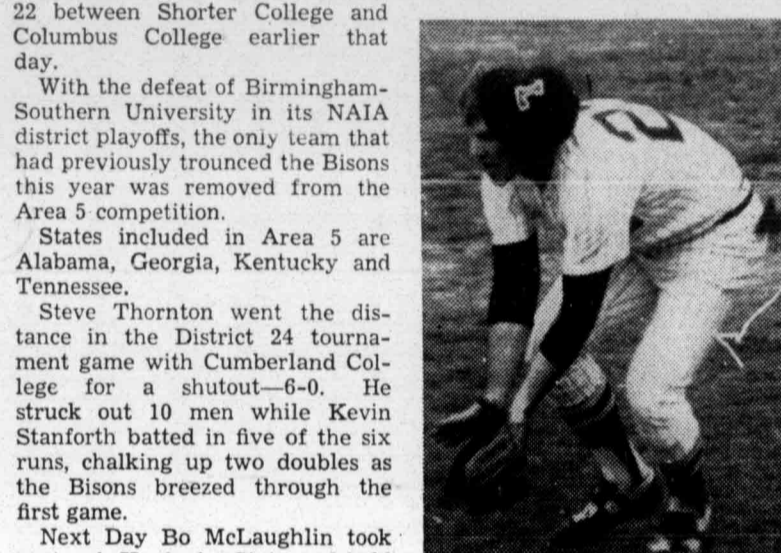 22 between Shorter College and
Columbus College earlier that
day.
With the defeat of Birmingham-
Southern University in its NAIA
district playoffs, the only team that
had previously trounced the Bisons
this year was removed from the
Area 5 competition.
States included in Area 5 are
Alabama, Georgia, Kentucky and
Tennessee.
Steve Thornton went the dis-
tance in the District 24 tourna-
ment game with Cumberland Col-
lege for a shutout—6-0. He
struck out 10 men while Kevin
Stanforth batted in five of the six
runs, chalking up two doubles as
the Bisons breezed through the
first game.
Next Day Bo McLaughlin took
2